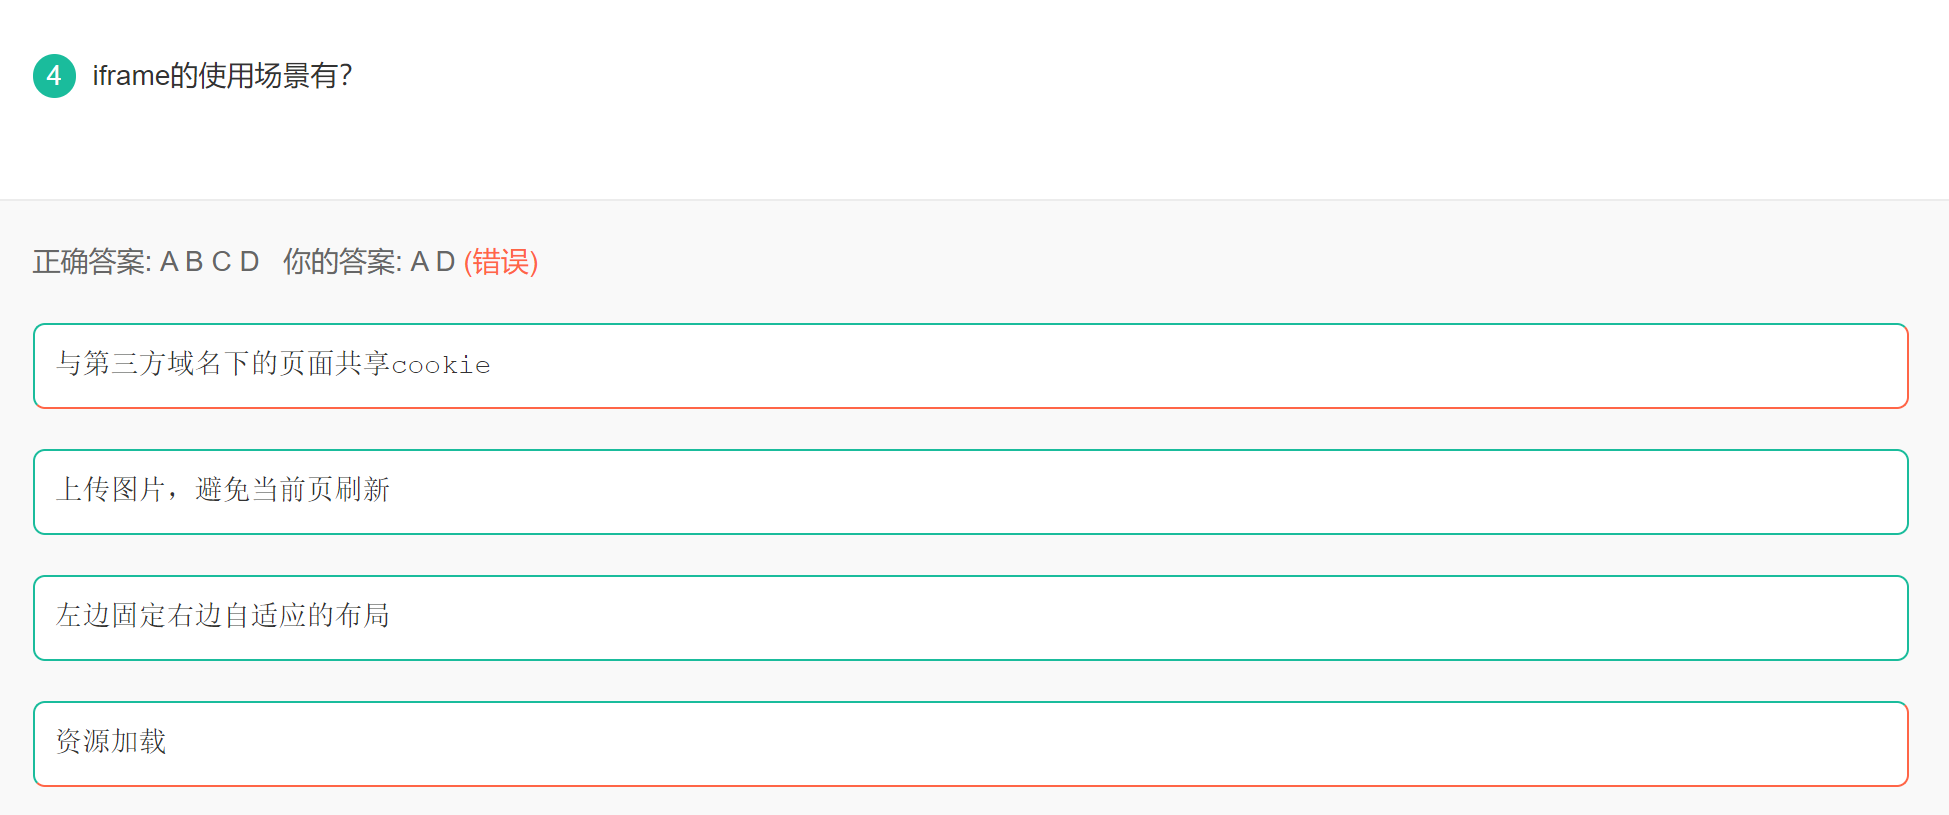 4 iframe的使用场景有?
正确答案: A B C D 你的答案: A D (错误)
与第三方域名下的页面共享cookie
上传图片，避免当前页刷新
左边固定右边自适应的布局
资源加载